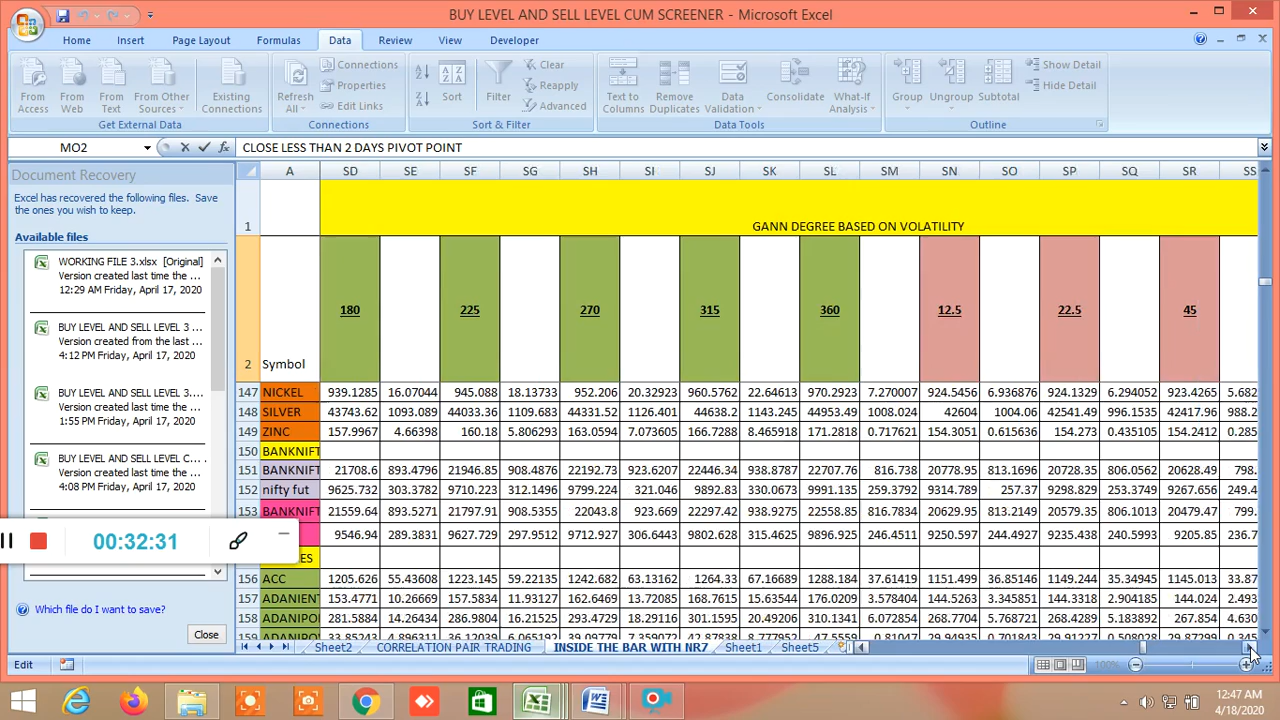 BUY LEVEL AND SELL LEVEL CUM SCREENER - Microsoft Excel
Home Insert Page Layout Formulas Data Review View Developer
From Access
From Web
From Text
From Other Sources
Existing Connections
Get External Data
Refresh All
Connections
Properties
Edit Links
Connections
Sort
Filter
Clear
Reapply
Advanced
Sort & Filter
Text to Columns
Remove Duplicates
Data Validation
Consolidate
What-If Analysis
Data Tools
Group
Ungroup
Subtotal
Show Detail
Hide Detail
Outline
MO2 CLOSE LESS THAN 2 DAYS PIVOT POINT
Document Recovery
Excel has recovered the following files. Save
the ones you wish to keep.
Available files
WORKING FILE 3.xlsx [Original]
Version created last time the ...
12:29 AM Friday, April 17, 2020
BUY LEVEL AND SELL LEVEL 3 ...
Version created from the last ...
4:12 PM Friday, April 17, 2020
BUY LEVEL AND SELL LEVEL 3....
Version created last time the ...
1:55 PM Friday, April 17, 2020
BUY LEVEL AND SELL LEVEL C... .
Version created last time the ...
4:08 PM Friday, April 17, 2020
00:32:31
Which file do I want to save?
Close
A SD SE SF SG SH SI SJ SK SL SM SN SO SP SQ SR SS
1 GANN DEGREE BASED ON VOLATILITY
2 Symbol 180 225 270 315 360 12.5 22.5 45
147 NICKEL 939.1285 16.07044 945.088 18.13733 952.206 20.32923 960.5762 22.64613 970.2923 7.270007 924.5456 6.936876 924.1329 6.294052 923.4265 5.682
148 SILVER 43743.62 1093.089 44033.36 1109.683 44331.52 1126.401 44638.2 1143.245 44953.49 1008.024 42604 1004.06 42541.49 996.1535 42417.96 988.2
149 ZINC 157.9967 4.66398 160.18 5.806293 163.0594 7.073605 166.7288 8.465918 171.2818 0.717621 154.3051 0.615636 154.273 0.435105 154.2412 0.285
150 BANKNIFT
151 BANKNIFT 21708.6 893.4796 21946.85 908.4876 22192.73 923.6207 22446.34 938.8787 22707.76 816.738 20778.95 813.1696 20728.35 806.0562 20628.49 798.
152 nifty fut 9625.732 303.3782 9710.223 312.1496 9799.224 321.046 9892.83 330.0673 9991.135 259.3792 9314.789 257.37 9298.829 253.3746 9267.656 249.4
153 BANKNIFT 21559.64 893.5271 21797.91 908.5355 22043.8 923.669 22297.42 938.9275 22558.85 816.7834 20629.95 813.2149 20579.35 806.1013 20479.47 799.
9546.94 289.3831 9627.729 297.9512 9712.927 306.6443 9802.628 315.4625 9896.925 246.4511 9250.597 244.4927 9235.438 240.5993 9205.85 236.7
ES
156 ACC 1205.626 55.43608 1223.145 59.22135 1242.682 63.13162 1264.33 67.16689 1288.184 37.61419 1151.499 36.85146 1149.244 35.34945 1145.013 33.87
157 ADANIENT 153.4771 10.26669 157.5834 11.93127 162.6469 13.72085 168.7615 15.63544 176.0209 3.578404 144.5263 3.345841 144.3318 2.904185 144.024 2.493
158 ADANIPO 281.5884 14.26434 286.9804 16.22215 293.4729 18.29116 301.1595 20.49206 310.1341 6.072254 268.7704 5.768721 268.4289 5.183892 267.854 4.630
159
Sheet2 CORRELATION PAIR TRADING INSIDE THE BAR WITH NR7 Sheet1 Sheet5
Edit 100%
12:47 AM
4/18/2020